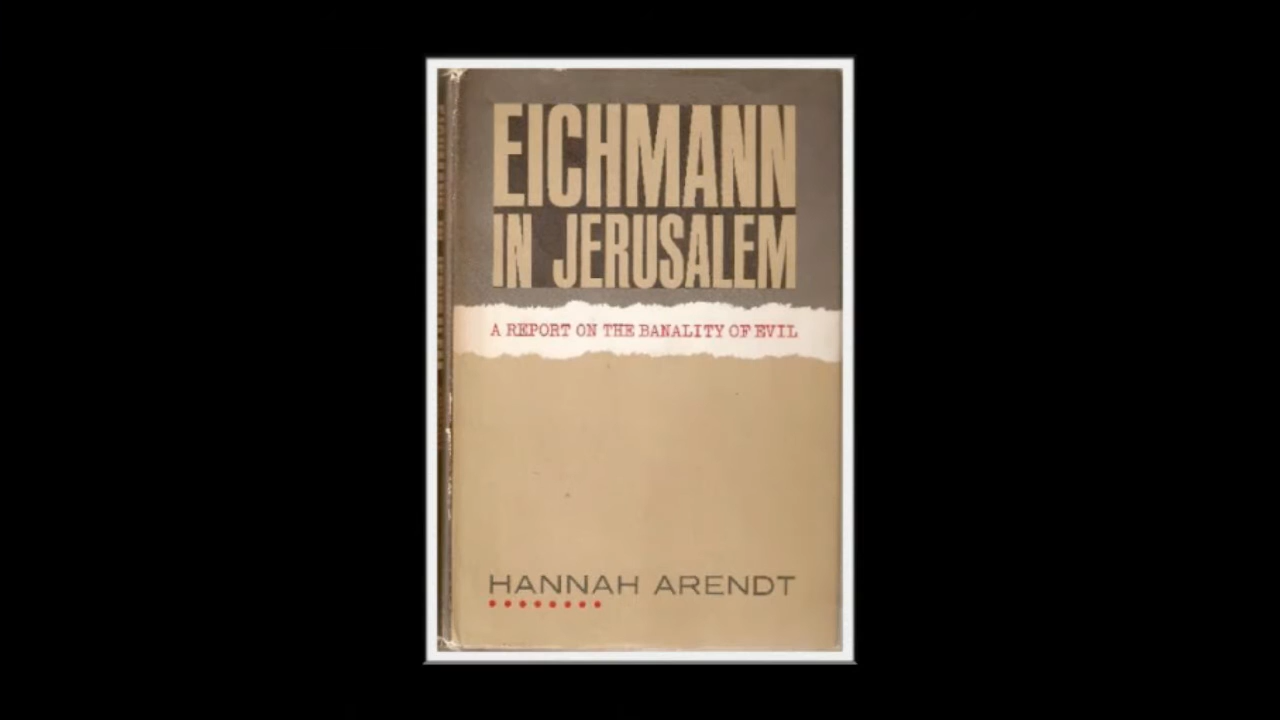 EICHMANN
IN JERUSALEM
A REPORT ON THE BANALITY OF EVIL
HANNAH ARENDT